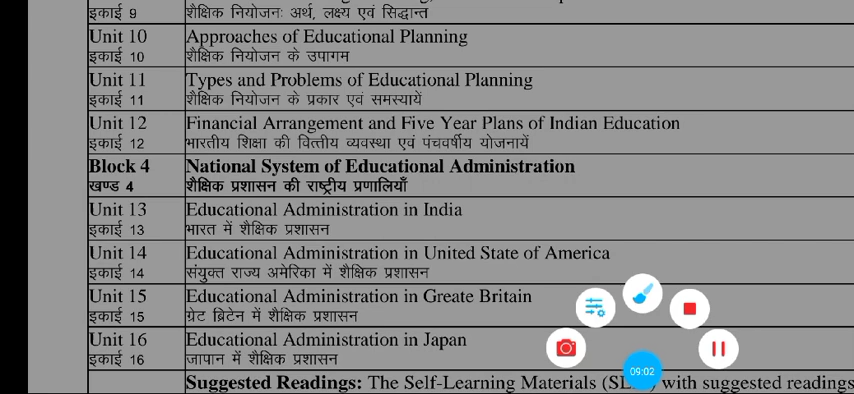 इकाई 9 शैक्षिक नियोजनः अर्थ, लक्ष्य एवं सिद्धान्त
Unit 10 Approaches of Educational Planning
इकाई 10 शैक्षिक नियोजन के उपागम
Unit 11 Types and Problems of Educational Planning
इकाई 11 शैक्षिक नियोजन के प्रकार एवं समस्यायें
Unit 12 Financial Arrangement and Five Year Plans of Indian Education
इकाई 12 भारतीय शिक्षा की वित्तीय व्यवस्था एवं पंचवर्षीय योजनायें
Block 4 National System of Educational Administration
खण्ड 4 शैक्षिक प्रशासन की राष्ट्रीय प्रणालियाँ
Unit 13 Educational Administration in India
इकाई 13 भारत में शैक्षिक प्रशासन
Unit 14 Educational Administration in United State of America
इकाई 14 संयुक्त राज्य अमेरिका में शैक्षिक प्रशासन
Unit 15 Educational Administration in Greate Britain
इकाई 15 ग्रेट ब्रिटेन में शैक्षिक प्रशासन
Unit 16 Educational Administration in Japan
इकाई 16 जापान में शैक्षिक प्रशासन
09:02
Suggested Readings: The Self-Learning Materials with suggested readings